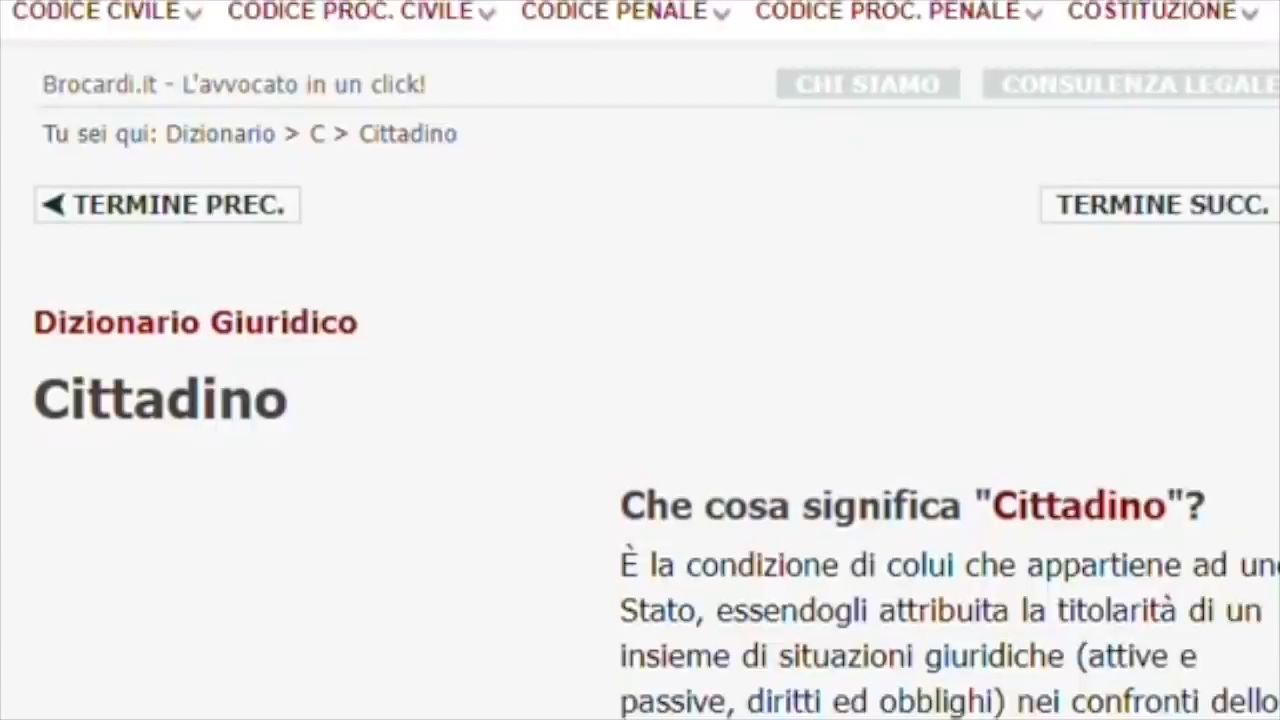 CODICE CIVILE CODICE PROC. CIVILE CODICE PENALE CODICE PROC. PENALE COSTITUZIONE
Brocardi.it - L'avvocato in un click!
CHI SIAMO CONSULENZA LEGALE
Tu sei qui: Dizionario > C > Cittadino
TERMINE PREC. TERMINE SUCC.
Dizionario Giuridico
Cittadino
Che cosa significa "Cittadino"?
È la condizione di colui che appartiene ad uno
Stato, essendogli attribuita la titolarità di un
insieme di situazioni giuridiche (attive e
passive, diritti ed obblighi) nei confronti dello